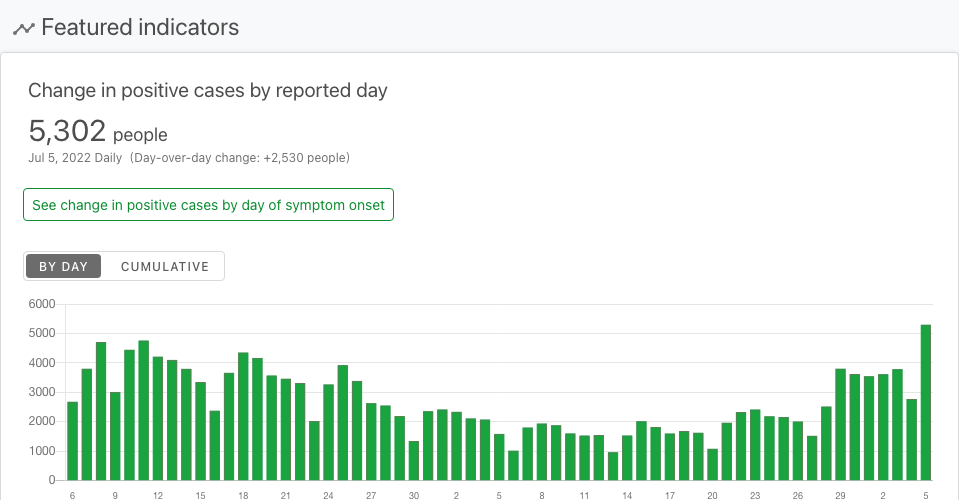 Featured indicators
Change in positive cases by reported day
5,302 people
Jul 5, 2022 Daily (Day-over-day change: +2,530 people)
See change in positive cases by day of symptom onset
BY DAY CUMULATIVE
6000
5000
4000
3000
2000
1000
0
6 9 12 15 18 21 24 27 30 2 5 8 11 14 17 20 23 26 29 2 5